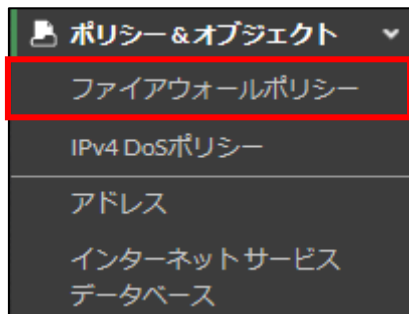 ポリシー＆オブジェクト
ファイアウォールポリシー
IPv4 DoSポリシー
アドレス
インターネットサービス
データベース